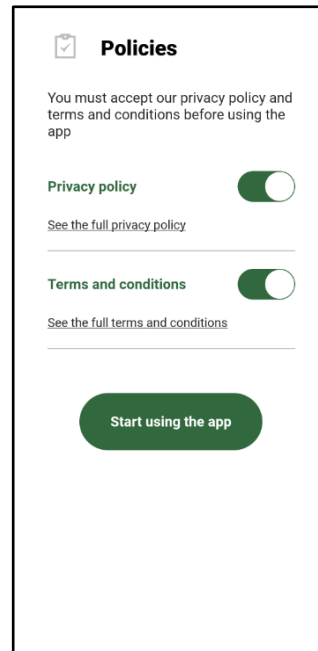 Policies
You must accept our privacy policy and
terms and conditions before using the
app
Privacy policy
See the full privacy policy
Terms and conditions
See the full terms and conditions
Start using the app